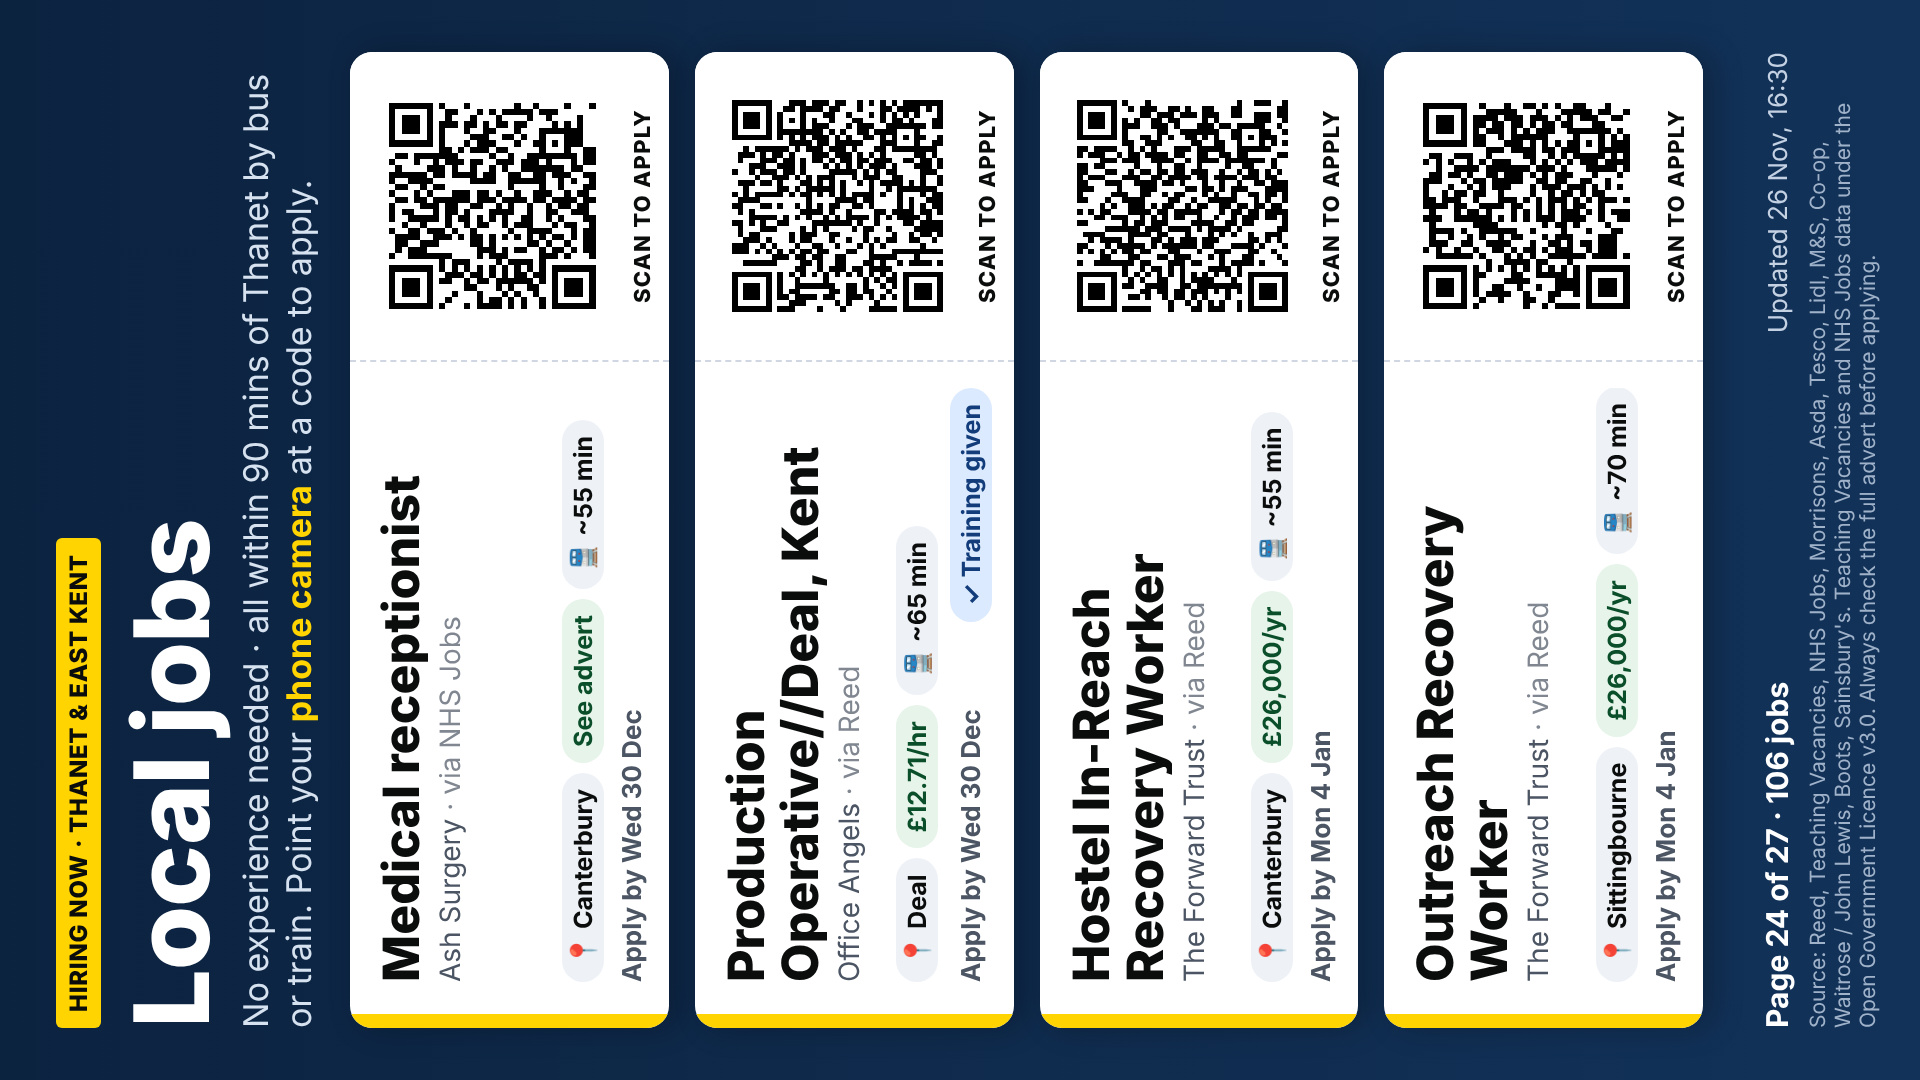 HIRING NOW · THANET & EAST KENT
Local jobs
No experience needed · all within 90 mins of Thanet by bus
or train. Point your phone camera at a code to apply.
Medical receptionist
Ash Surgery · via NHS Jobs
📍 Canterbury
See advert
🚆 ~55 min
Apply by Wed 30 Dec
SCAN TO APPLY
Production
Operative//Deal, Kent
Office Angels · via Reed
📍 Deal
£12.71/hr
🚆 ~65 min
Apply by Wed 30 Dec
✓ Training given
SCAN TO APPLY
Hostel In-Reach
Recovery Worker
The Forward Trust · via Reed
📍 Canterbury
£26,000/yr
🚆 ~55 min
Apply by Mon 4 Jan
SCAN TO APPLY
Outreach Recovery
Worker
The Forward Trust · via Reed
📍 Sittingbourne
£26,000/yr
🚆 ~70 min
Apply by Mon 4 Jan
SCAN TO APPLY
Page 24 of 27 · 106 jobs
Updated 26 Nov, 16:30
Source: Reed, Teaching Vacancies, NHS Jobs, Morrisons, Asda, Tesco, Lidl, M&S, Co-op,
Waitrose / John Lewis, Boots, Sainsbury's. Teaching Vacancies and NHS Jobs data under the
Open Government Licence v3.0. Always check the full advert before applying.